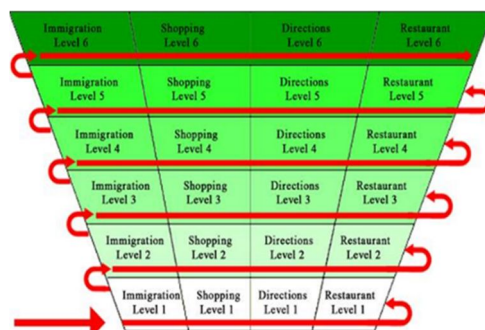 Immigration Level 6
Shopping Level 6
Directions Level 6
Restaurant Level 6
Immigration Level 5
Shopping Level 5
Directions Level 5
Restaurant Level 5
Immigration Level 4
Shopping Level 4
Directions Level 4
Restaurant Level 4
Immigration Level 3
Shopping Level 3
Directions Level 3
Restaurant Level 3
Immigration Level 2
Shopping Level 2
Directions Level 2
Restaurant Level 2
Immigration Level 1
Shopping Level 1
Directions Level 1
Restaurant Level 1